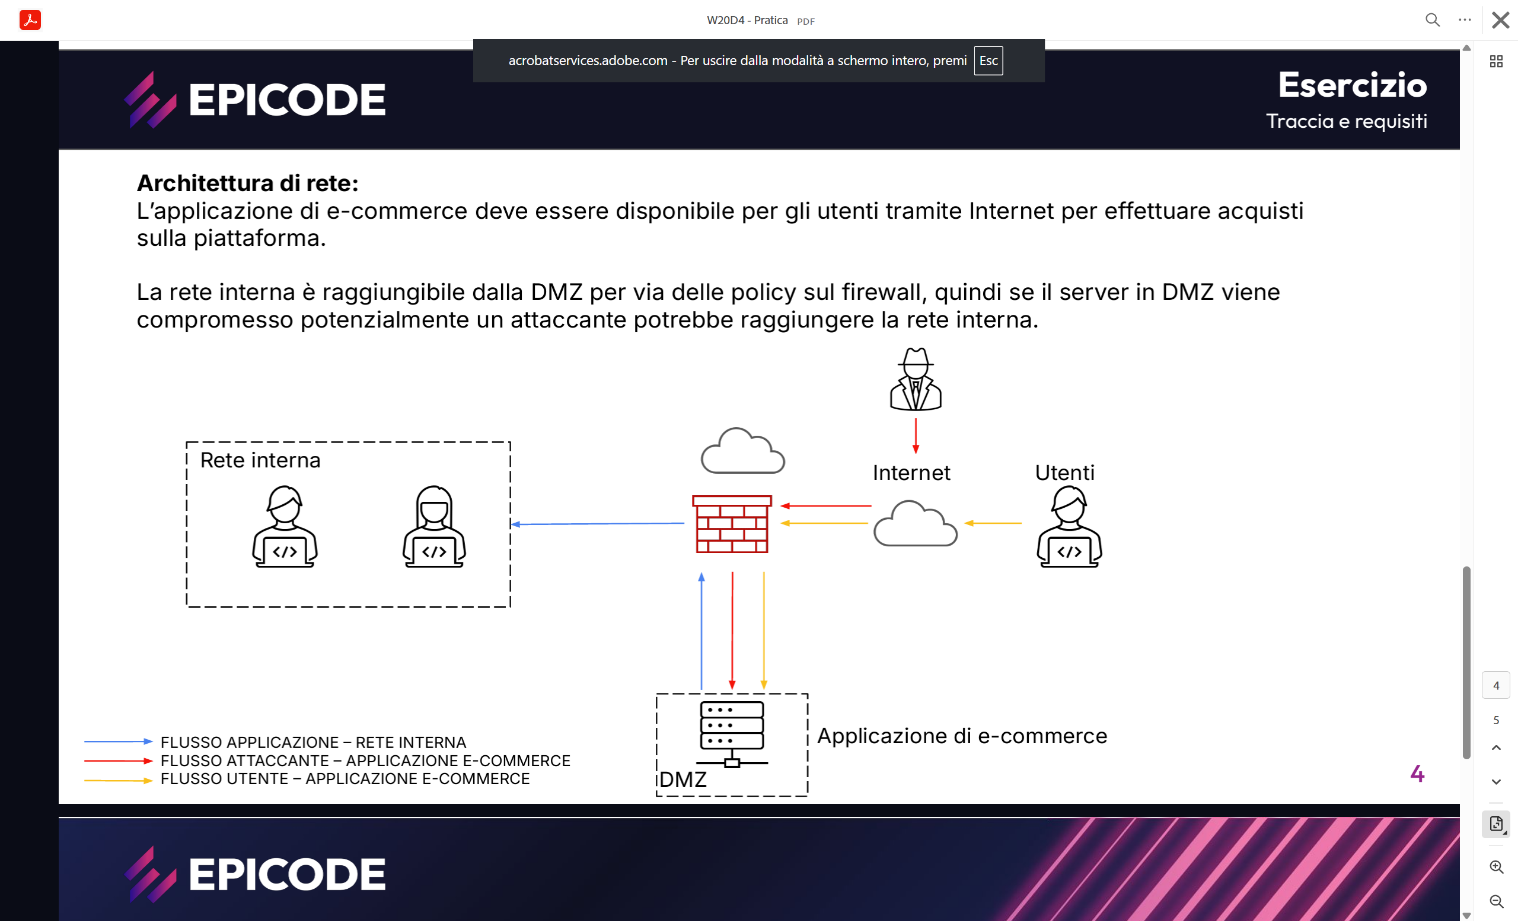 W20D4 - Pratica PDF
acrobatservices.adobe.com - Per uscire dalla modalità a schermo intero, premi Esc
EPICODE
Esercizio
Traccia e requisiti
Architettura di rete:
L’applicazione di e-commerce deve essere disponibile per gli utenti tramite Internet per effettuare acquisti
sulla piattaforma.
La rete interna è raggiungibile dalla DMZ per via delle policy sul firewall, quindi se il server in DMZ viene
compromesso potenzialmente un attaccante potrebbe raggiungere la rete interna.
Rete interna
Internet
Utenti
Applicazione di e-commerce
DMZ
FLUSSO APPLICAZIONE – RETE INTERNA
FLUSSO ATTACCANTE – APPLICAZIONE E-COMMERCE
FLUSSO UTENTE – APPLICAZIONE E-COMMERCE
4
4
5
EPICODE